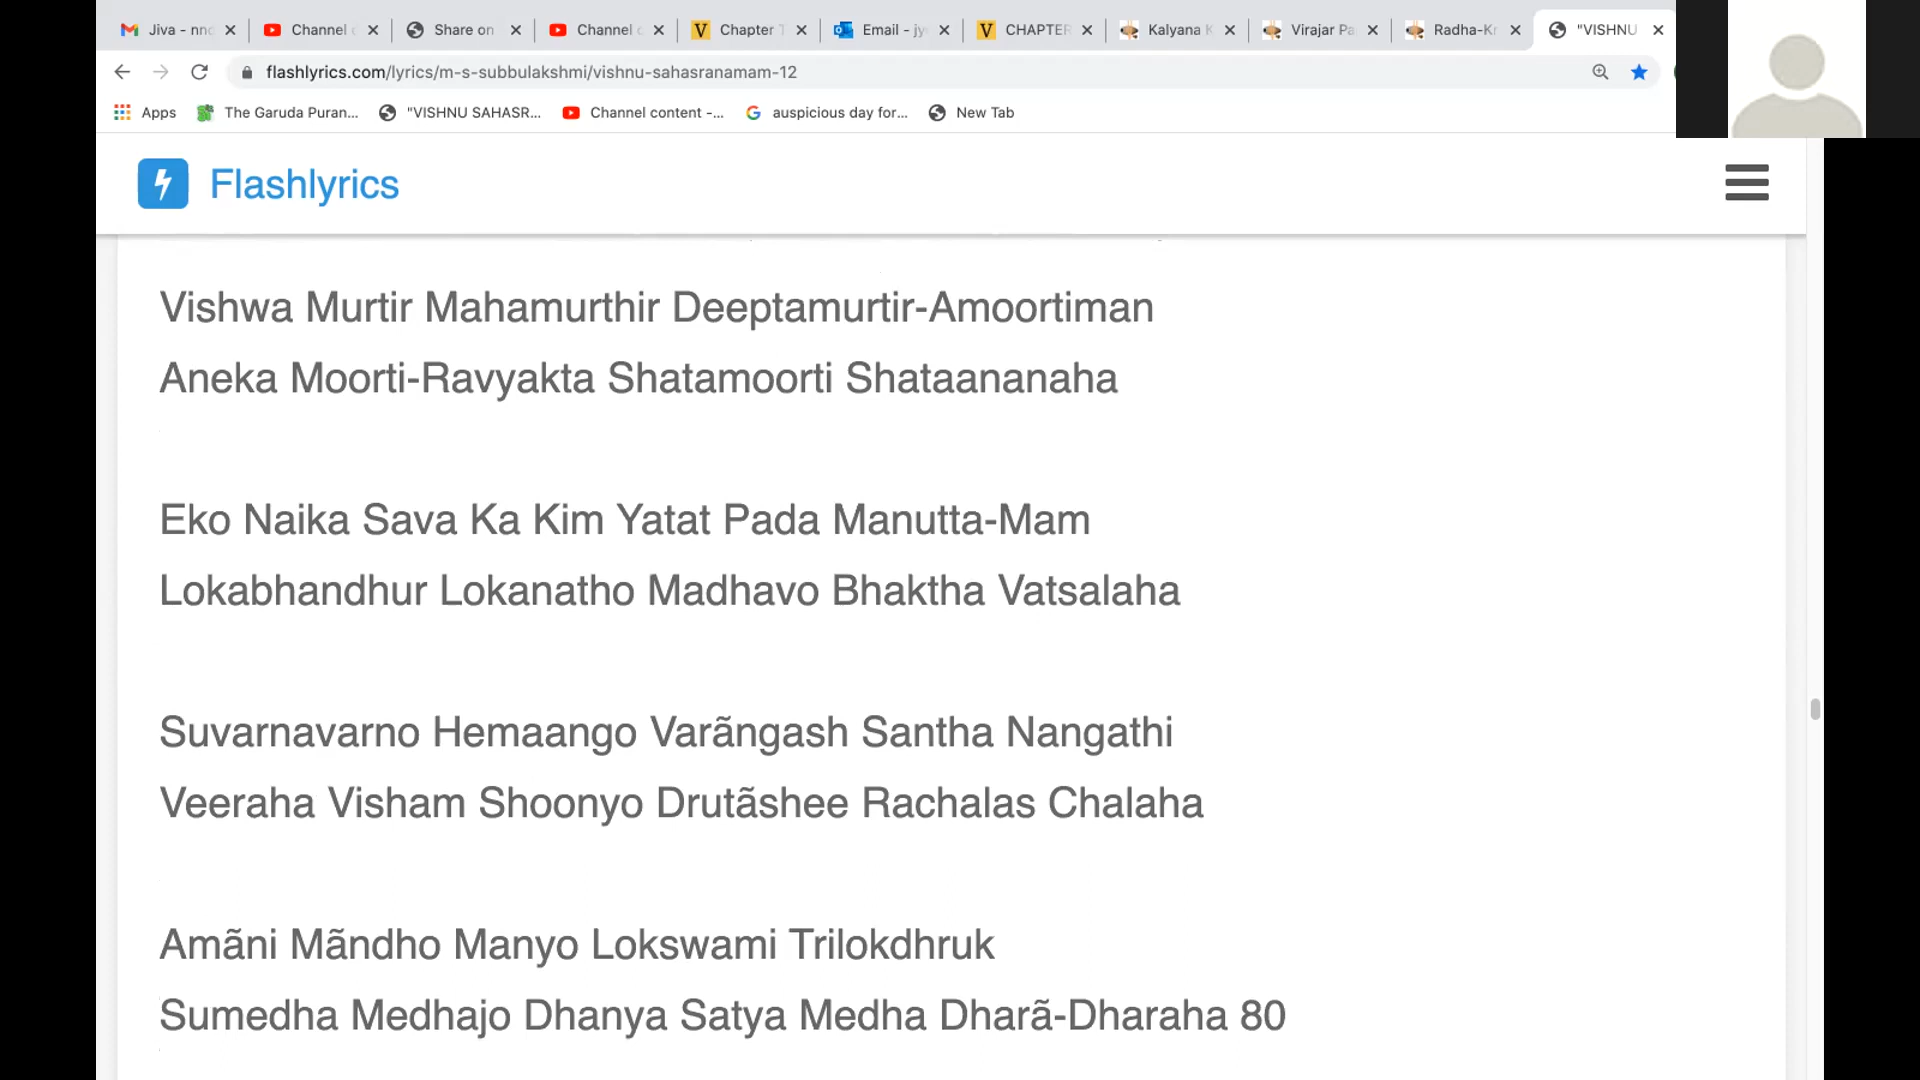 Jiva - nnd
Channel c
Share on
Channel c
Chapter T
Email - jy
CHAPTER
Kalyana K
Virajar Pa
Radha-Kr
"VISHNU
flashlyrics.com/lyrics/m-s-subbulakshmi/vishnu-sahasranamam-12
Apps
The Garuda Puran...
"VISHNU SAHASR...
Channel content -...
auspicious day for...
New Tab
Flashlyrics
Vishwa Murtir Mahamurthir Deeptamurtir-Amoortiman
Aneka Moorti-Ravyakta Shatamoorti Shataananaha
Eko Naika Sava Ka Kim Yatat Pada Manutta-Mam
Lokabhandhur Lokanatho Madhavo Bhaktha Vatsalaha
Suvarnavarno Hemaango Varãngash Santha Nangathi
Veeraha Visham Shoonyo Drutãshee Rachalas Chalaha
Amãni Mãndho Manyo Lokswami Trilokdhruk
Sumedha Medhajo Dhanya Satya Medha Dharã-Dharaha 80